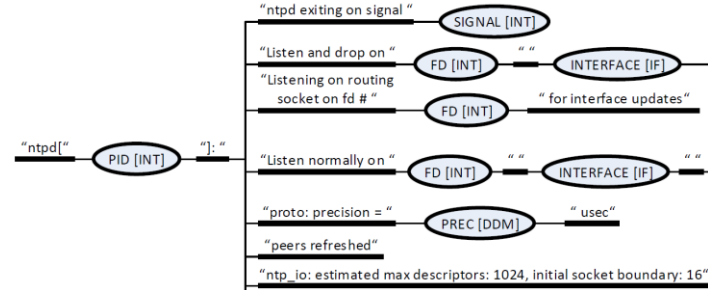 “ntpd exiting on signal“ SIGNAL [INT]
“Listen and drop on “ FD [INT] “ “ INTERFACE [IF]
“Listening on routing
socket on fd # “ FD [INT] “ for interface updates“
“ntpd[“ PID [INT] “]: “
“Listen normally on “ FD [INT] “ “ INTERFACE [IF] “ “
“proto: precision = “ PREC [DDM] “ usec“
“peers refreshed“
“ntp_io: estimated max descriptors: 1024, initial socket boundary: 16“